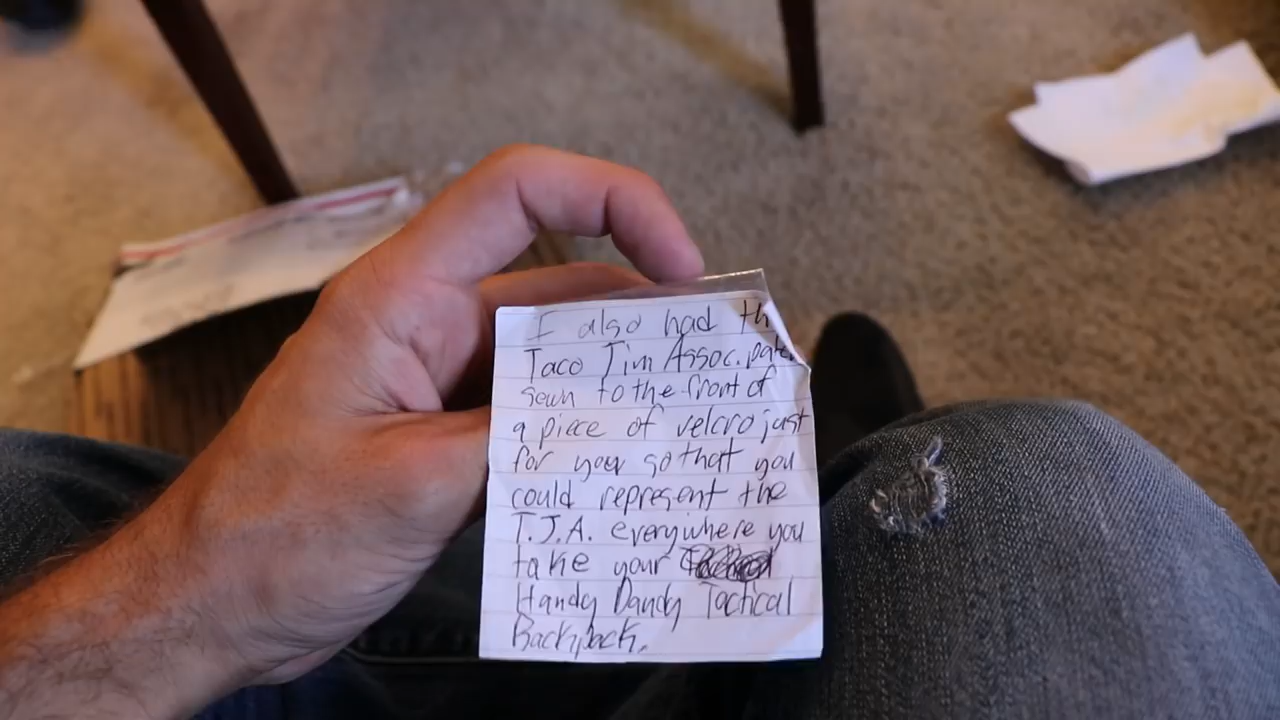 I also had th
Taco Jim Assoc. patch
sewn to the front of
a piece of velcro just
for you so that you
could represent the
T.J.A. everywhere you
take your
Handy Dandy Tactical
Backpack.